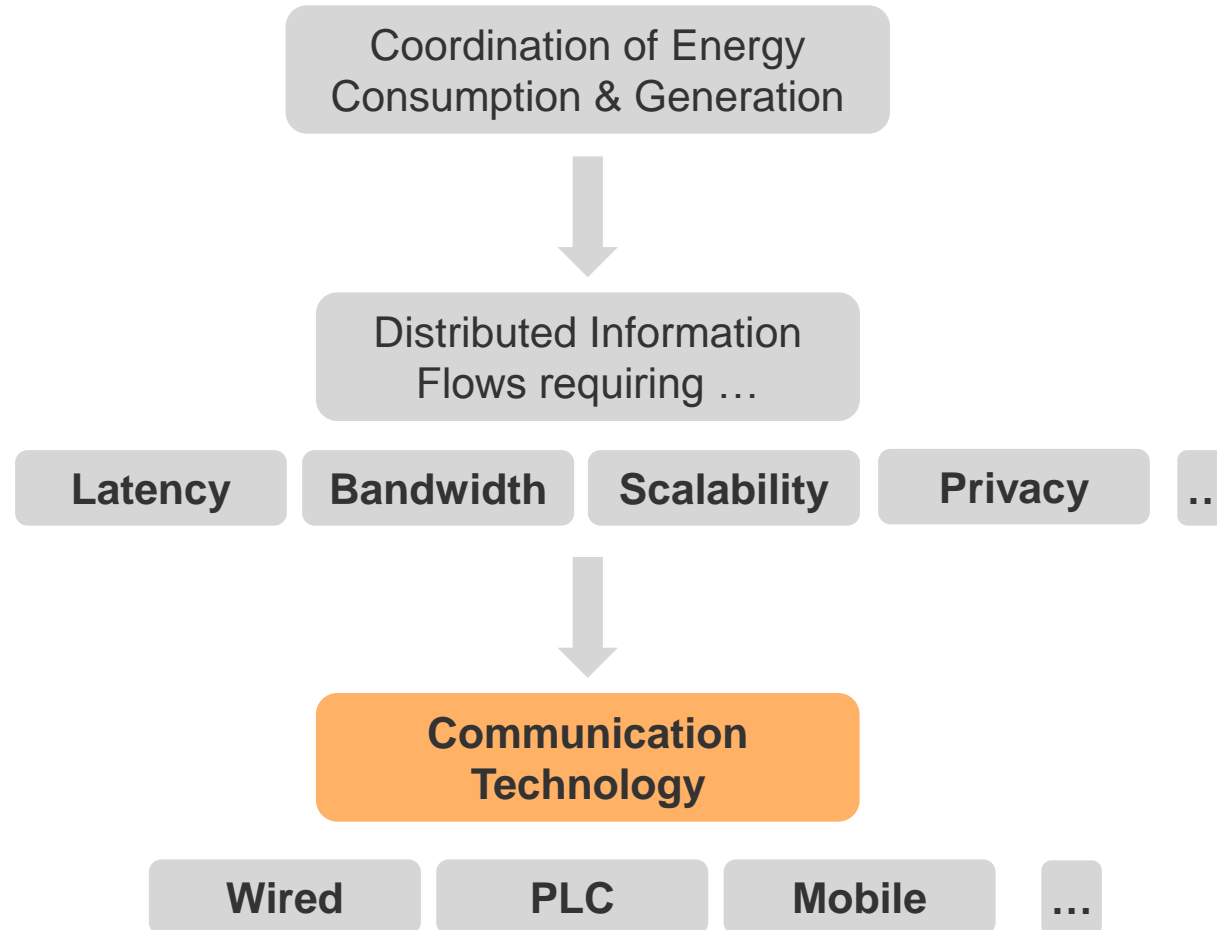 Coordination of Energy
Consumption & Generation
Distributed Information
Flows requiring …
Latency Bandwidth Scalability Privacy …
Communication
Technology
Wired PLC Mobile …